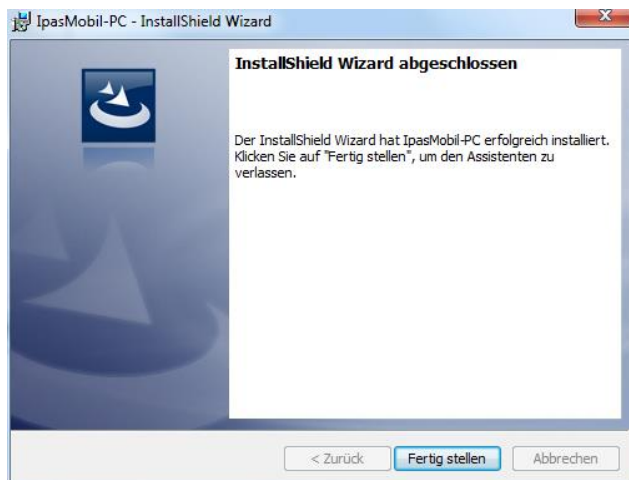 IpasMobil-PC - InstallShield Wizard
InstallShield Wizard abgeschlossen
Der InstallShield Wizard hat IpasMobil-PC erfolgreich installiert.
Klicken Sie auf "Fertig stellen", um den Assistenten zu
verlassen.
< Zurück Fertig stellen Abbrechen